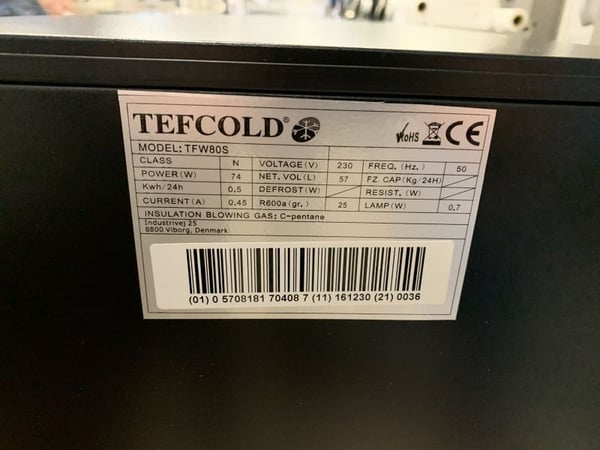 TEFCOLD®
RoHS CE
MODEL: TFW80S
CLASS N VOLTAGE (V) 230 FREQ. (Hz.) 50
POWER (W) 74 NET. VOL (L) 57 FZ. CAP (Kg/24H)
Kwh/24h 0.5 DEFROST (W) RESIST. (W)
CURRENT (A) 0.45 R600a (gr.) 25 LAMP (W) 0.7
INSULATION BLOWING GAS: C-pentane
Industrivej 25
8800 Viborg, Denmark
(01) 0 5708181 70408 7 (11) 161230 (21) 0036